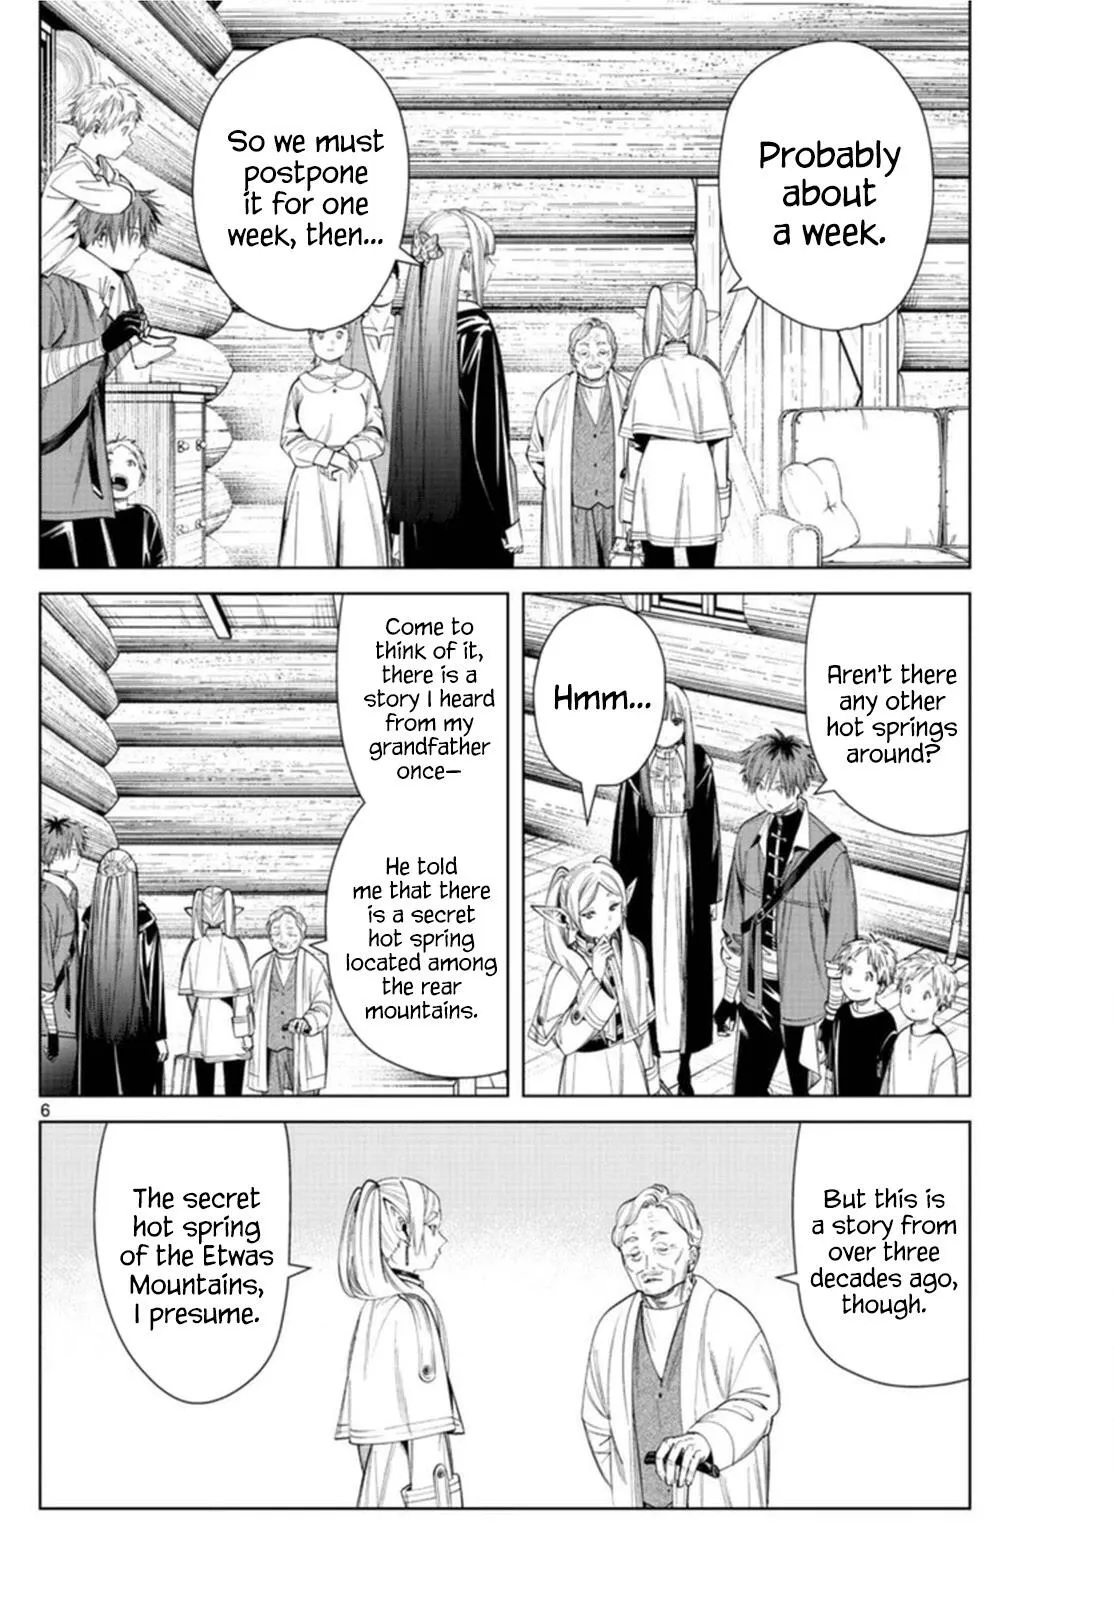 Probably
about
a week.
So we must
postpone
it for one
week, then...
Aren't there
any other
hot springs
around?
Hmm...
Come to
think of it,
there is a
story I heard
from my
grandfather
once—
He told
me that there
is a secret
hot spring
located among
the rear
mountains.
6
But this is
a story from
over three
decades ago,
though.
The secret
hot spring
of the Etwas
Mountains,
I presume.